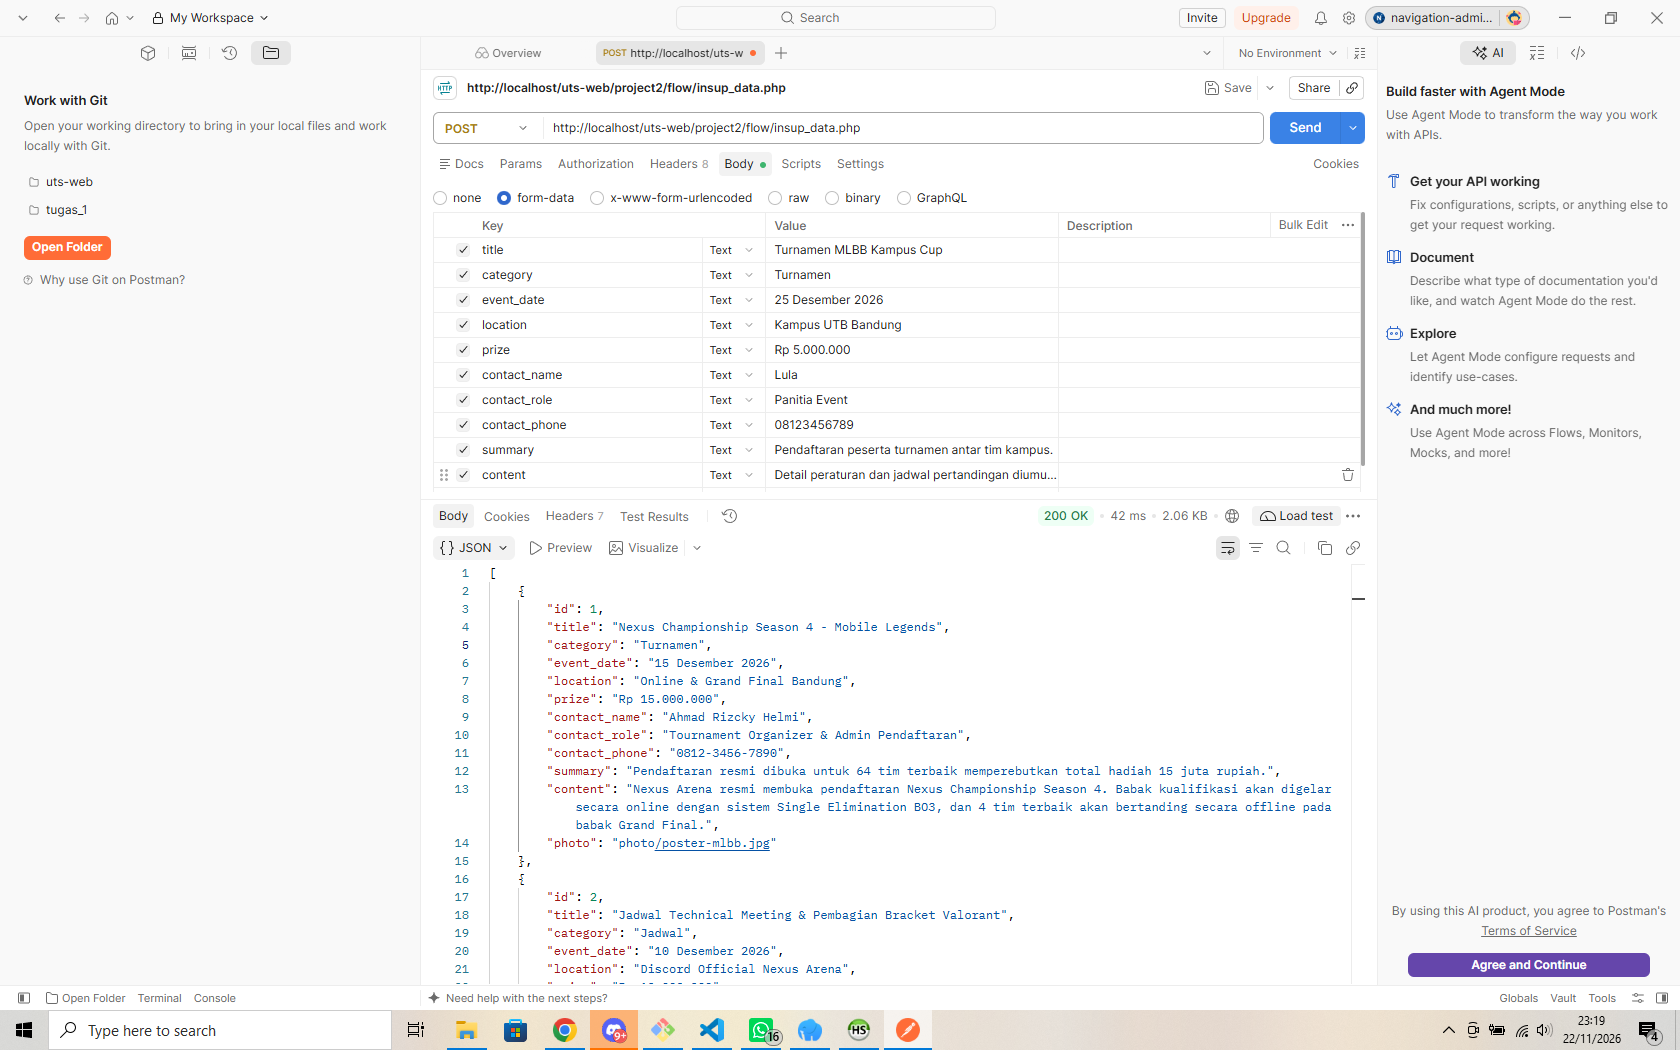 My Workspace
Search
Invite
Upgrade
N navigation-admi...
Overview
POST http://localhost/uts-w
No Environment
AI
Work with Git
Open your working directory to bring in your local files and work
locally with Git.
uts-web
tugas_1
Open Folder
Why use Git on Postman?
HTTP http://localhost/uts-web/project2/flow/insup_data.php
Save
Share
POST http://localhost/uts-web/project2/flow/insup_data.php
Send
Docs Params Authorization Headers 8 Body Scripts Settings
Cookies
none form-data x-www-form-urlencoded raw binary GraphQL
Key Value Description Bulk Edit
title Text Turnamen MLBB Kampus Cup
category Text Turnamen
event_date Text 25 Desember 2026
location Text Kampus UTB Bandung
prize Text Rp 5.000.000
contact_name Text Lula
contact_role Text Panitia Event
contact_phone Text 08123456789
summary Text Pendaftaran peserta turnamen antar tim kampus.
content Text Detail peraturan dan jadwal pertandingan diumu...
Body Cookies Headers 7 Test Results
200 OK • 42 ms • 2.06 KB
Load test
{} JSON Preview Visualize
1 [
2 {
3 "id": 1,
4 "title": "Nexus Championship Season 4 - Mobile Legends",
5 "category": "Turnamen",
6 "event_date": "15 Desember 2026",
7 "location": "Online & Grand Final Bandung",
8 "prize": "Rp 15.000.000",
9 "contact_name": "Ahmad Rizcky Helmi",
10 "contact_role": "Tournament Organizer & Admin Pendaftaran",
11 "contact_phone": "0812-3456-7890",
12 "summary": "Pendaftaran resmi dibuka untuk 64 tim terbaik memperebutkan total hadiah 15 juta rupiah.",
13 "content": "Nexus Arena resmi membuka pendaftaran Nexus Championship Season 4. Babak kualifikasi akan digelar
secara online dengan sistem Single Elimination BO3, dan 4 tim terbaik akan bertanding secara offline pada
babak Grand Final.",
14 "photo": "photo/poster-mlbb.jpg"
15 },
16 {
17 "id": 2,
18 "title": "Jadwal Technical Meeting & Pembagian Bracket Valorant",
19 "category": "Jadwal",
20 "event_date": "10 Desember 2026",
21 "location": "Discord Official Nexus Arena",
Build faster with Agent Mode
Use Agent Mode to transform the way you work
with APIs.
Get your API working
Fix configurations, scripts, or anything else to
get your request working.
Document
Describe what type of documentation you'd
like, and watch Agent Mode do the rest.
Explore
Let Agent Mode configure requests and
identify use-cases.
And much more!
Use Agent Mode across Flows, Monitors,
Mocks, and more!
By using this AI product, you agree to Postman's
Terms of Service
Agree and Continue
Open Folder Terminal Console
Need help with the next steps?
Globals Vault Tools
Type here to search
9+
16
HS
23:19
22/11/2026
4